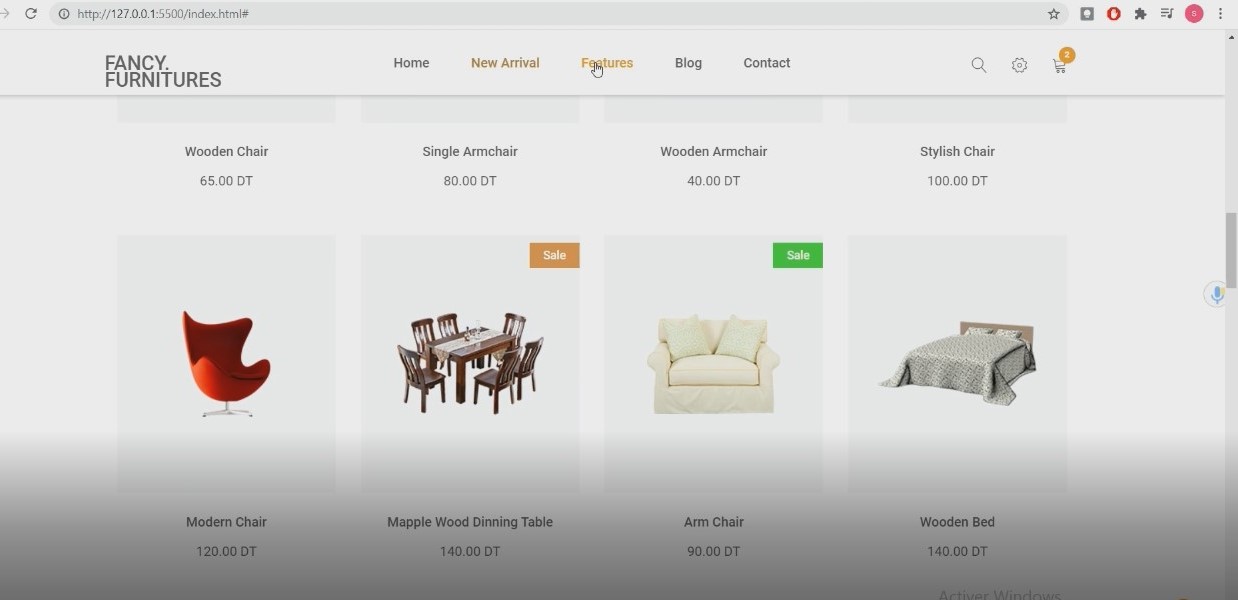 http://127.0.0.1:5500/index.html#
S
FANCY.
FURNITURES
Home
New Arrival
Features
Blog
Contact
2
Wooden Chair
Single Armchair
Wooden Armchair
Stylish Chair
65.00 DT
80.00 DT
40.00 DT
100.00 DT
Sale
Sale
Modern Chair
Mapple Wood Dinning Table
Arm Chair
Wooden Bed
120.00 DT
140.00 DT
90.00 DT
140.00 DT
Activer Windows